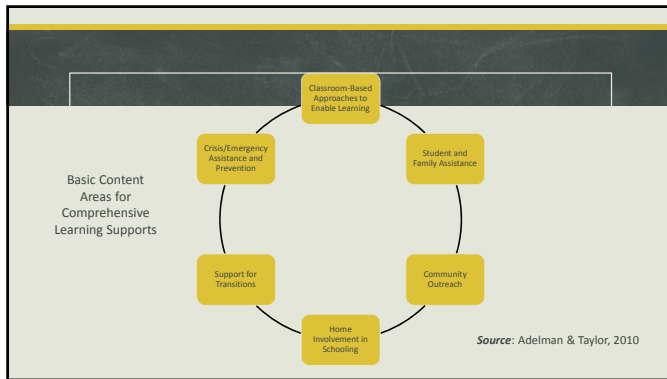 Classroom-Based
Approaches to
Enable Learning
Student and
Family Assistance
Community
Outreach
Home
Involvement in
Schooling
Support for
Transitions
Crisis/Emergency
Assistance and
Prevention
Basic Content
Areas for
Comprehensive
Learning Supports
Source: Adelman & Taylor, 2010